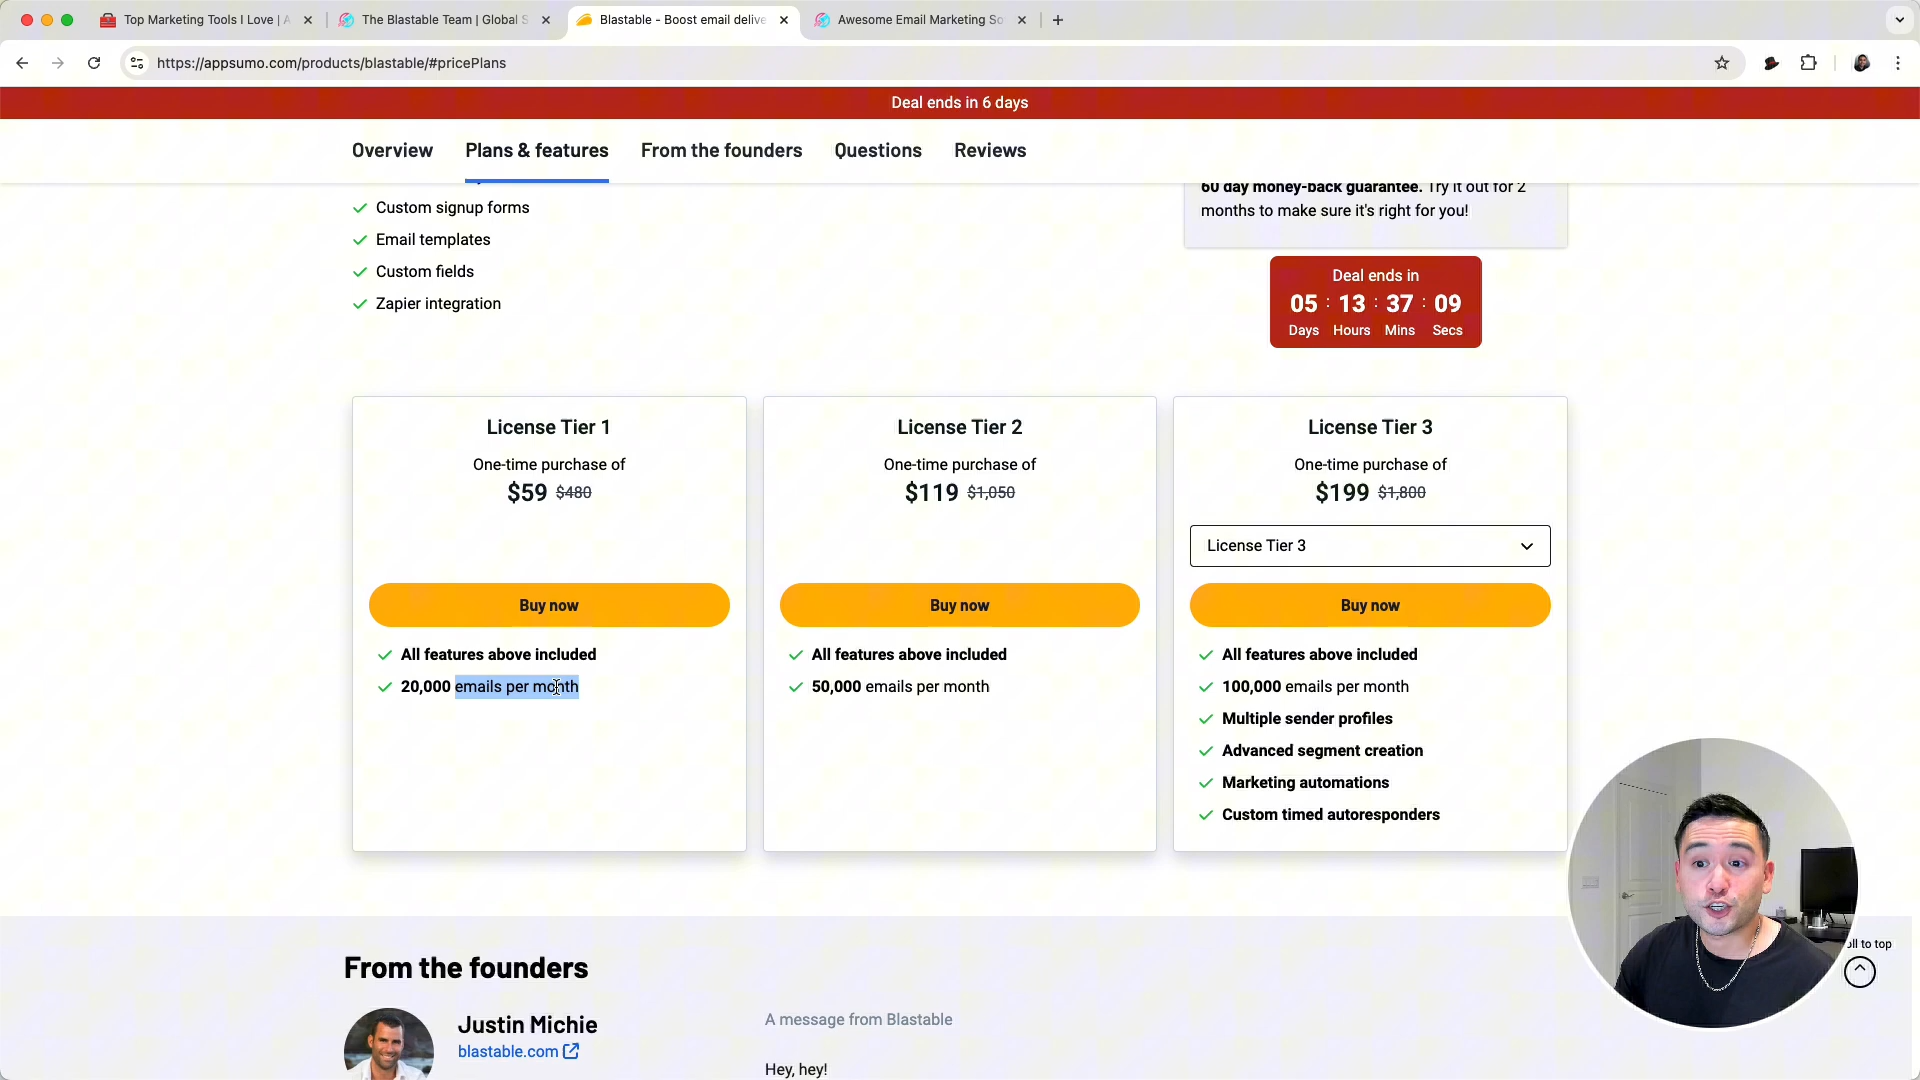 Top Marketing Tools I Love | A
The Blastable Team | Global S
Blastable - Boost email delive
Awesome Email Marketing So
https://appsumo.com/products/blastable/#pricePlans
Deal ends in 6 days
Overview
Plans & features
From the founders
Questions
Reviews
Custom signup forms
Email templates
Custom fields
Zapier integration
60 day money-back guarantee. Try it out for 2
months to make sure it's right for you!
Deal ends in
05 : 13 : 37 : 09
Days Hours Mins Secs
License Tier 1
One-time purchase of
$59 $480
Buy now
All features above included
20,000 emails per month
License Tier 2
One-time purchase of
$119 $1,050
Buy now
All features above included
50,000 emails per month
License Tier 3
One-time purchase of
$199 $1,800
License Tier 3
Buy now
All features above included
100,000 emails per month
Multiple sender profiles
Advanced segment creation
Marketing automations
Custom timed autoresponders
oll to top
From the founders
Justin Michie
blastable.com
A message from Blastable
Hey, hey!